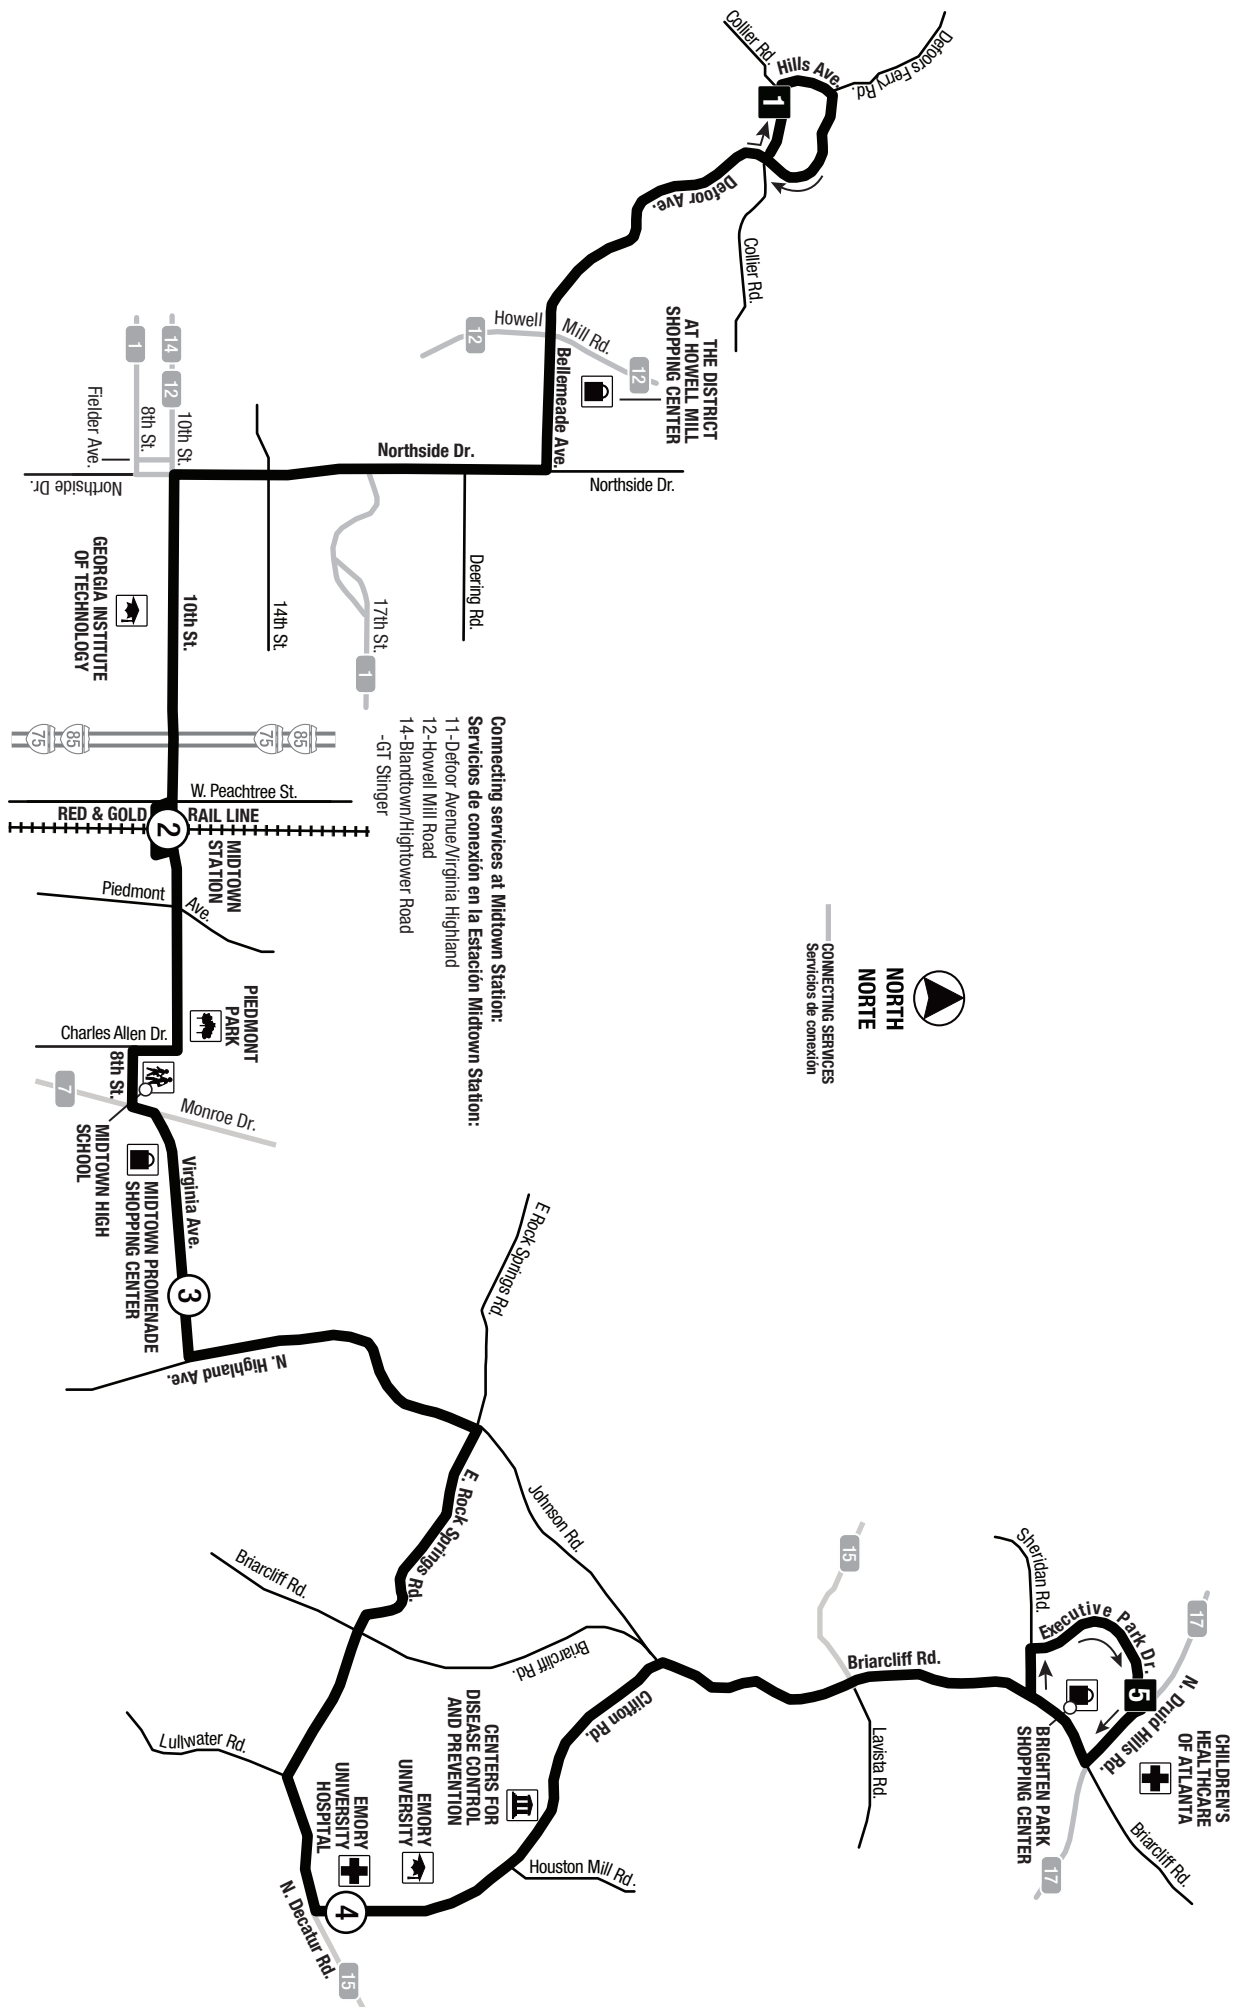 Collier Rd.
Hills Ave.
Defoors Ferry Rd.
1
Defoor Ave.
Collier Rd.
THE DISTRICT
AT HOWELL MILL
SHOPPING CENTER
Howell
Mill Rd.
12
12
Bellemeade Ave.
Northside Dr.
Northside Dr.
Northside Dr.
1
14
12
8th St.
10th St.
Fielder Ave.
GEORGIA INSTITUTE
OF TECHNOLOGY
10th St.
14th St.
17th St.
1
Deering Rd.
75
85
75
85
W. Peachtree St.
RED & GOLD
RAIL LINE
2
MIDTOWN
STATION
Connecting services at Midtown Station:
Servicios de conexión en la Estación Midtown Station:
11-Defoor Avenue/Virginia Highland
12-Howell Mill Road
14-Blandtown/Hightower Road
-GT Stinger
CONNECTING SERVICES
Servicios de conexión
NORTH
NORTE
Piedmont
Ave.
PIEDMONT
PARK
Charles Allen Dr.
8th St.
7
Monroe Dr.
MIDTOWN HIGH
SCHOOL
MIDTOWN PROMENADE
SHOPPING CENTER
Virginia Ave.
3
N. Highland Ave.
E Rock Springs Rd.
E. Rock Springs Rd.
Johnson Rd.
Briarcliff Rd.
Briarcliff Rd.
Lullwater Rd.
Clifton Rd.
CENTERS FOR
DISEASE CONTROL
AND PREVENTION
EMORY
UNIVERSITY
EMORY
UNIVERSITY
HOSPITAL
Houston Mill Rd.
4
N. Decatur Rd.
15
15
Briarcliff Rd.
Lavista Rd.
Sheridan Rd.
Executive Park Dr.
17
5
N. Druid Hills Rd.
CHILDREN'S
HEALTHCARE
OF ATLANTA
BRIGHTEN PARK
SHOPPING CENTER
17
Briarcliff Rd.